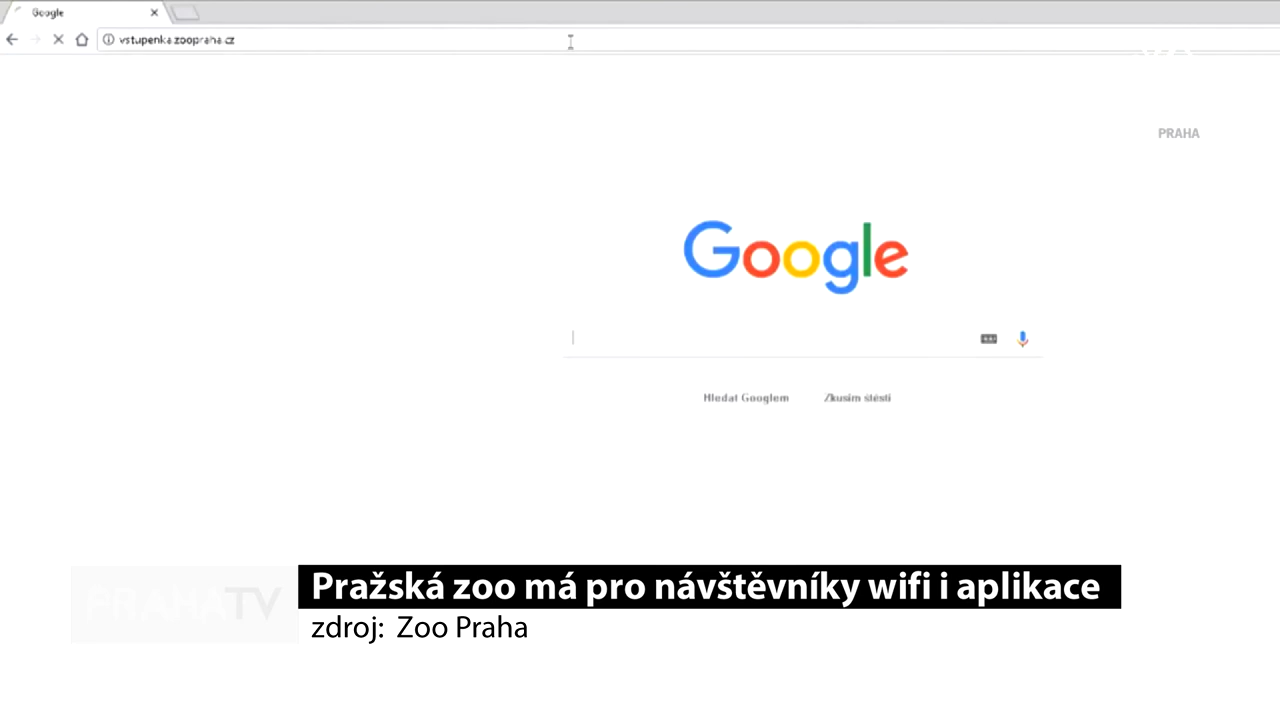 Google
vstupenka.zoopraha.cz
PRAHA
Google
Hledat Googlem
Zkusím štěstí
PRAHA TV
Pražská zoo má pro návštěvníky wifi i aplikace
zdroj: Zoo Praha